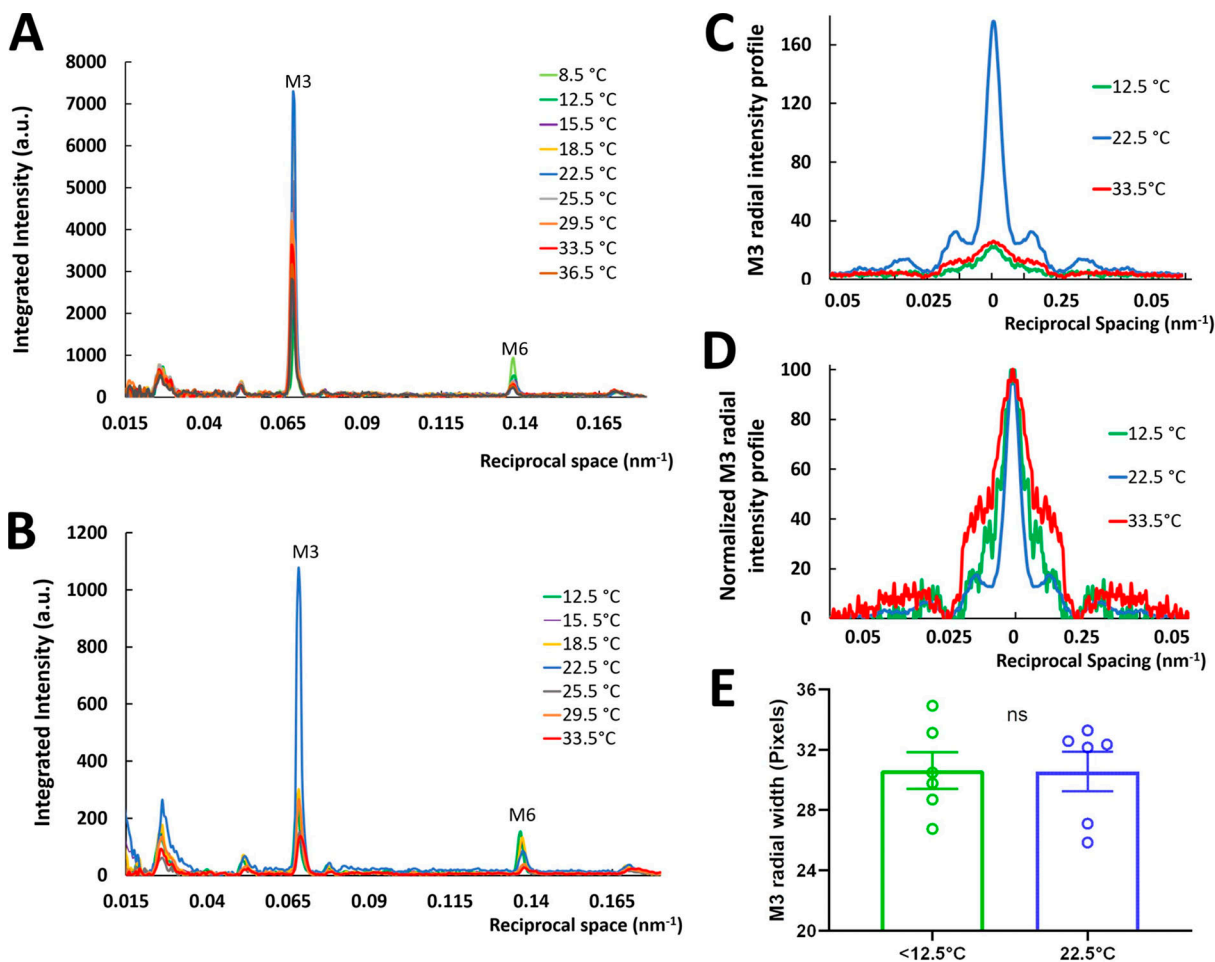 A
Integrated Intensity (a.u.)
8000
7000
6000
5000
4000
3000
2000
1000
0
M3
M6
8.5 °C
12.5 °C
15.5 °C
18.5 °C
22.5 °C
25.5 °C
29.5 °C
33.5 °C
36.5 °C
0.015 0.04 0.065 0.09 0.115 0.14 0.165
Reciprocal space (nm-1)
B
Integrated Intensity (a.u.)
1200
1000
800
600
400
200
0
M3
M6
12.5 °C
15. 5°C
18.5 °C
22.5 °C
25.5 °C
29.5 °C
33.5°C
0.015 0.04 0.065 0.09 0.115 0.14 0.165
Reciprocal space (nm-1)
C
M3 radial intensity profile
160
120
80
40
0
12.5 °C
22.5 °C
33.5°C
0.05 0.025 0 0.25 0.05
Reciprocal Spacing (nm-1)
D
Normalized M3 radial
intensity profile
100
80
60
40
20
0
12.5 °C
22.5 °C
33.5°C
0.05 0.025 0 0.25 0.05
Reciprocal Spacing (nm-1)
E
M3 radial width (Pixels)
36
32
28
24
20
ns
<12.5°C 22.5°C